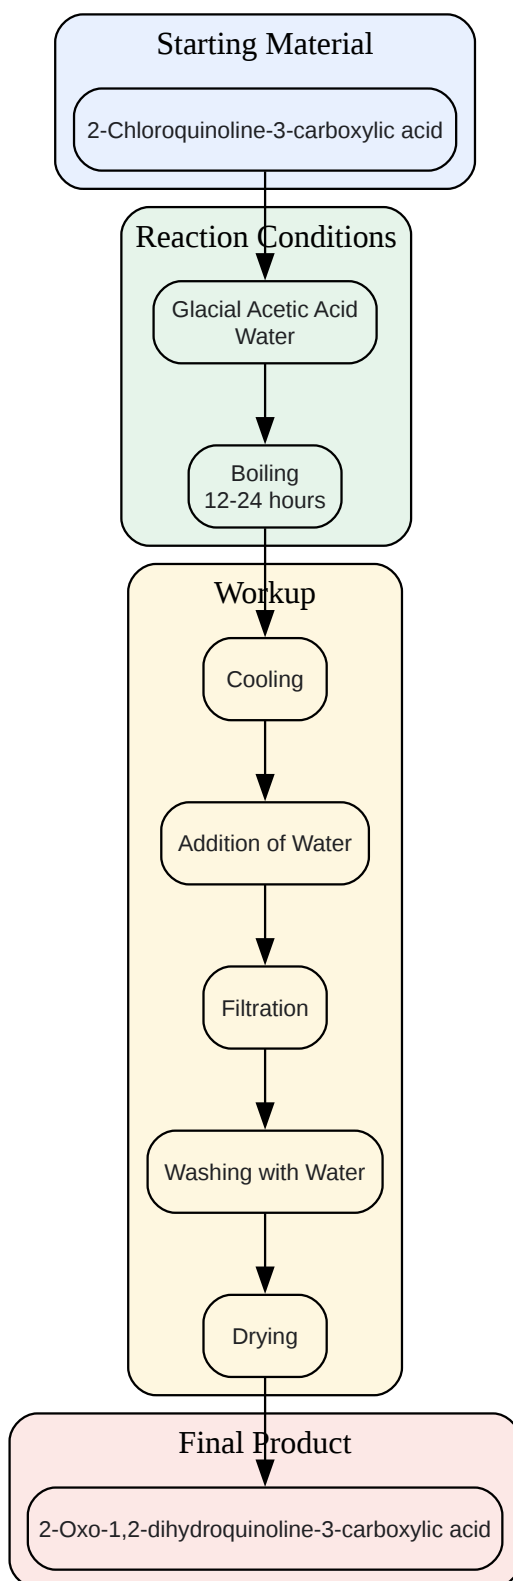 Starting Material
2-Chloroquinoline-3-carboxylic acid
Reaction Conditions
Glacial Acetic Acid
Water
Boiling
12-24 hours
Workup
Cooling
Addition of Water
Filtration
Washing with Water
Drying
Final Product
2-Oxo-1,2-dihydroquinoline-3-carboxylic acid